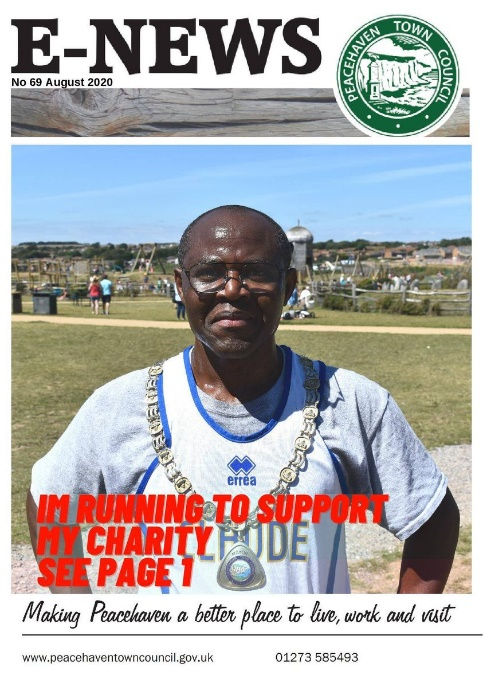 E-NEWS
No 69 August 2020
PEACEHAVEN TOWN COUNCIL
errea
IM RUNNING TO SUPPORT
MY CHARITY
SEE PAGE 1
Making Peacehaven a better place to live, work and visit
www.peacehaventowncouncil.gov.uk
01273 585493